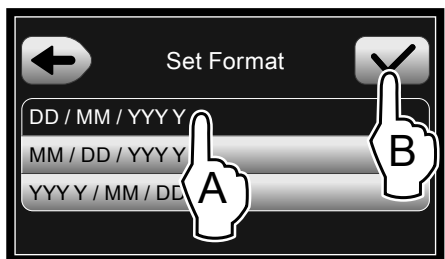 Set Format
DD / MM / YYY Y
MM / DD / YYY Y
YYY Y / MM / DD
A
B